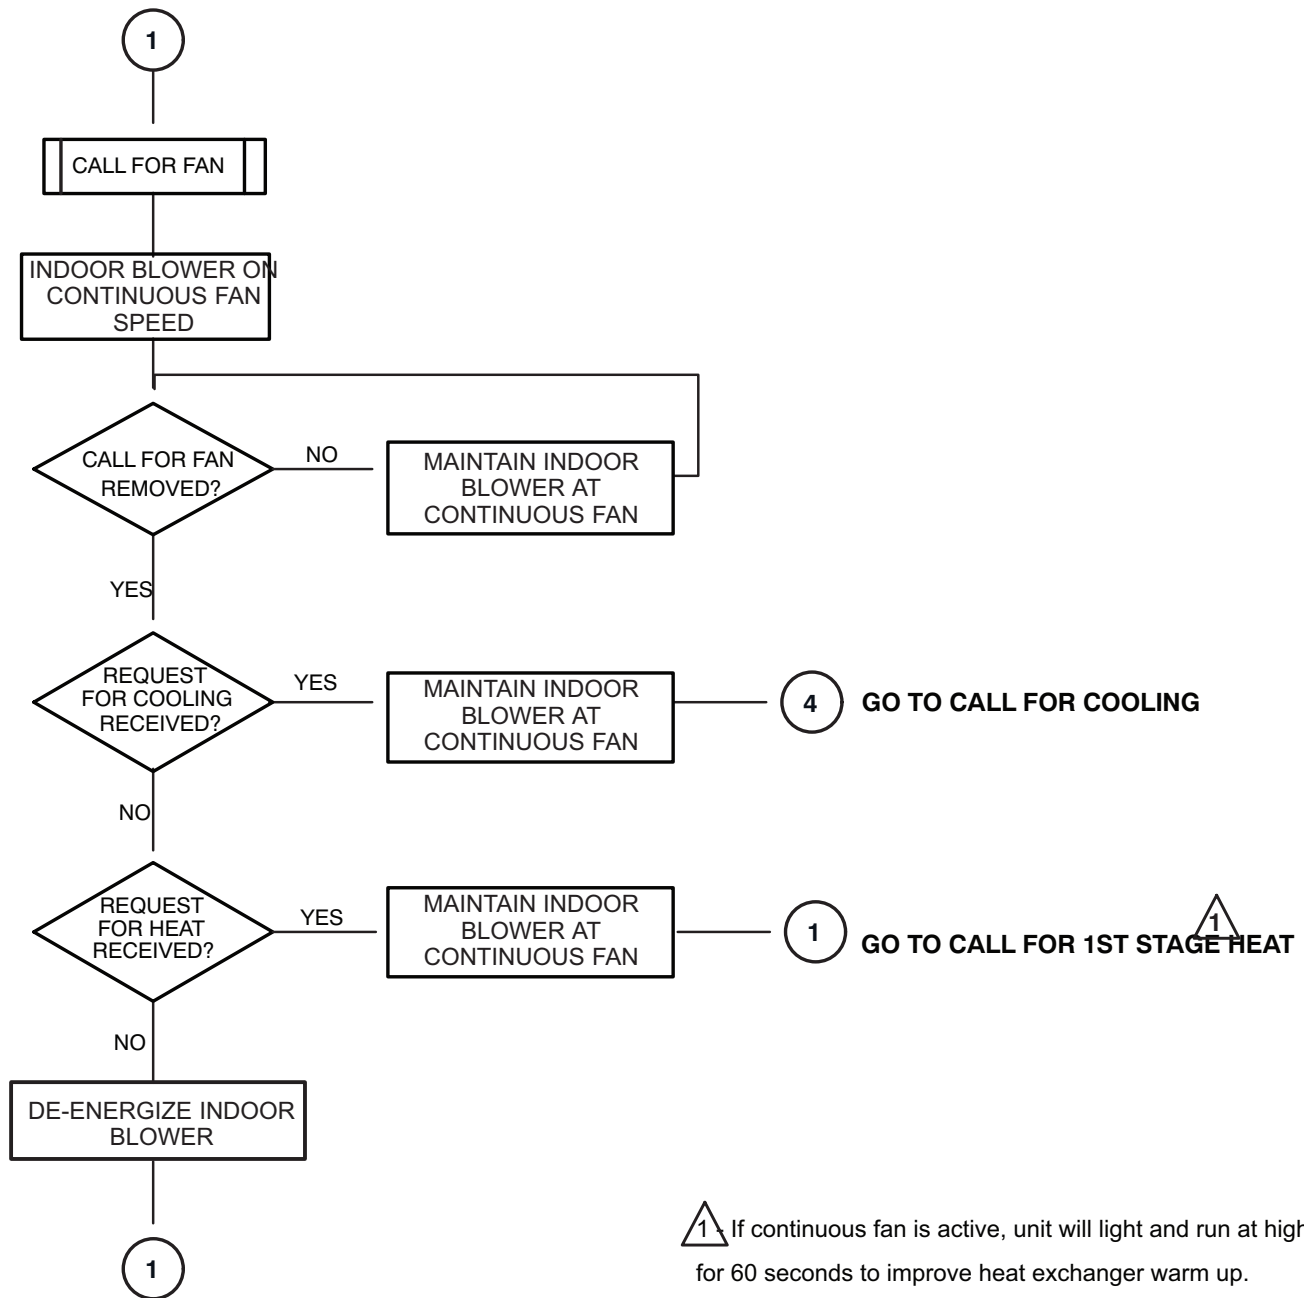 1
CALL FOR FAN
INDOOR BLOWER ON
CONTINUOUS FAN
SPEED
CALL FOR FAN
REMOVED?
NO
MAINTAIN INDOOR
BLOWER AT
CONTINUOUS FAN
YES
REQUEST
FOR COOLING
RECEIVED?
YES
MAINTAIN INDOOR
BLOWER AT
CONTINUOUS FAN
4
GO TO CALL FOR COOLING
NO
REQUEST
FOR HEAT
RECEIVED?
YES
MAINTAIN INDOOR
BLOWER AT
CONTINUOUS FAN
1
GO TO CALL FOR 1ST STAGE HEAT
1
NO
DE-ENERGIZE INDOOR
BLOWER
1
1 - If continuous fan is active, unit will light and run at high
for 60 seconds to improve heat exchanger warm up.